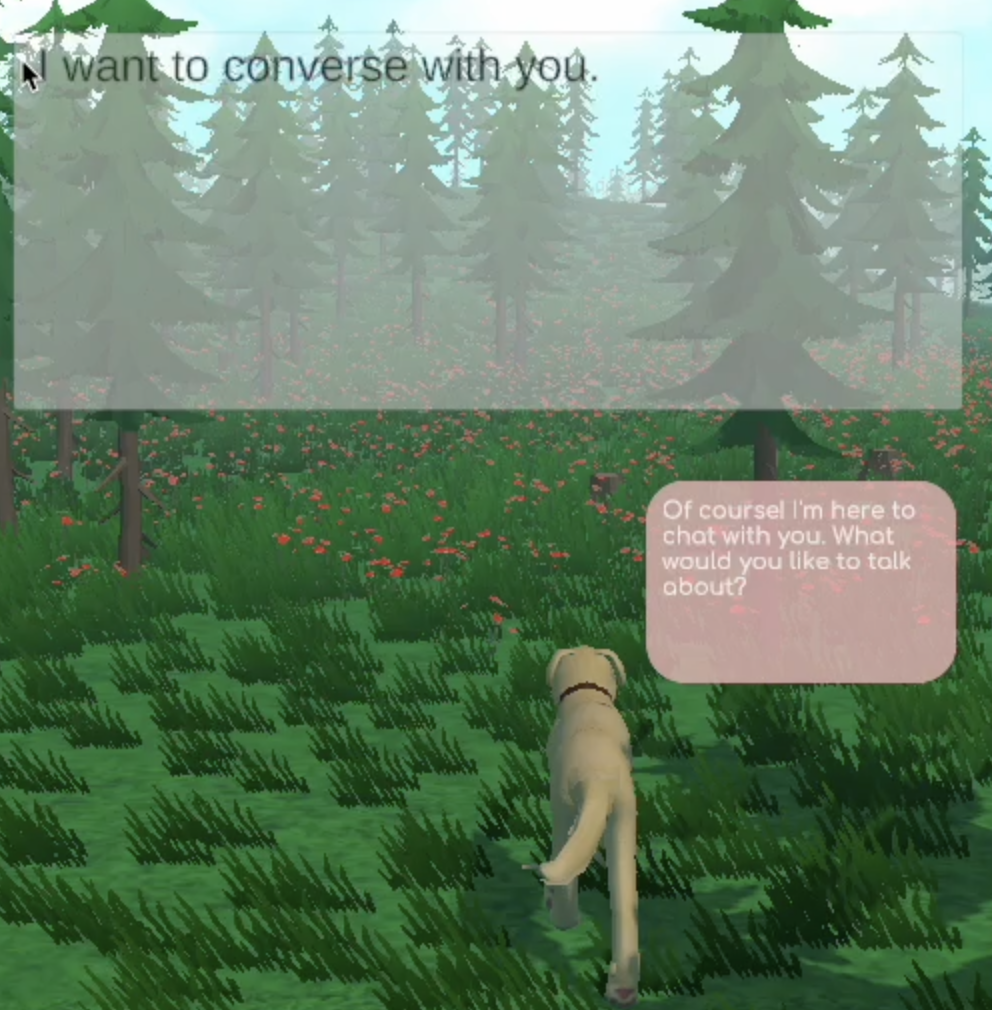 I want to converse with you.
Of course! I'm here to
chat with you. What
would you like to talk
about?